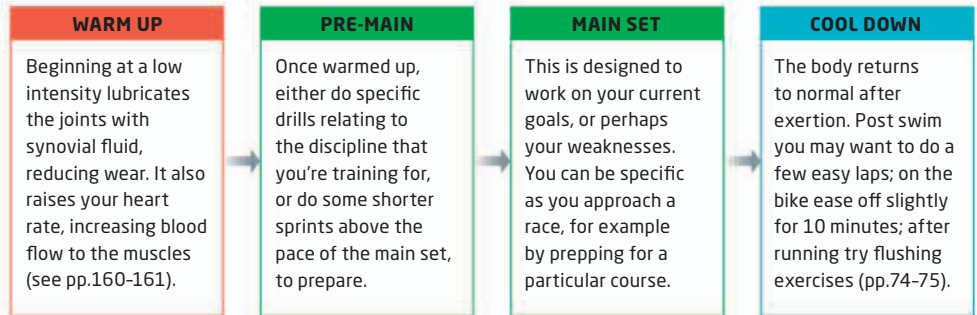 WARM UP
Beginning at a low
intensity lubricates
the joints with
synovial fluid,
reducing wear. It also
raises your heart
rate, increasing blood
flow to the muscles
(see pp.160–161).
PRE-MAIN
Once warmed up,
either do specific
drills relating to
the discipline that
you're training for,
or do some shorter
sprints above the
pace of the main set,
to prepare.
MAIN SET
This is designed to
work on your current
goals, or perhaps
your weaknesses.
You can be specific
as you approach a
race, for example
by prepping for a
particular course.
COOL DOWN
The body returns
to normal after
exertion. Post swim
you may want to do a
few easy laps; on the
bike ease off slightly
for 10 minutes; after
running try flushing
exercises (pp.74–75).